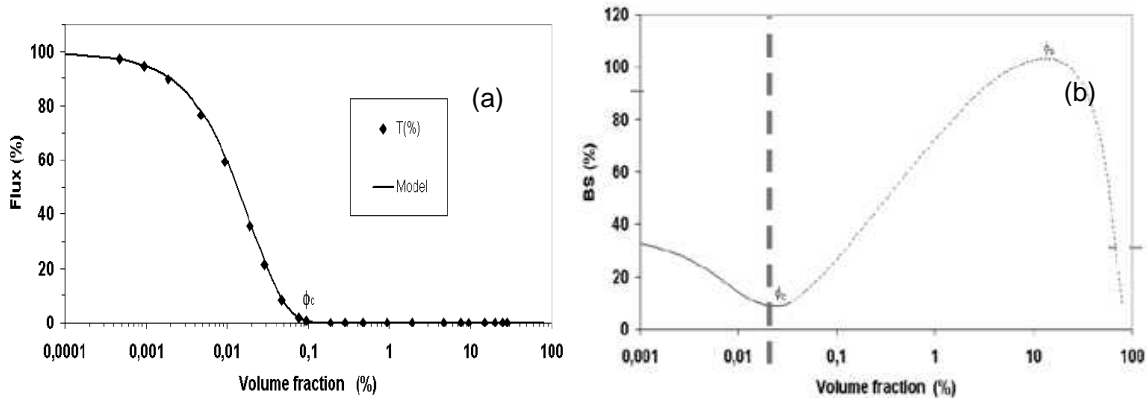 (a)
Flux (%)
100
80
60
40
20
0
T(%)
Model
ϕc
0,0001 0,001 0,01 0,1 1 10 100
Volume fraction (%)
(b)
BS (%)
120
100
80
60
40
20
0
ϕc
0,001 0,01 0,1 1 10 100
Volume fraction (%)